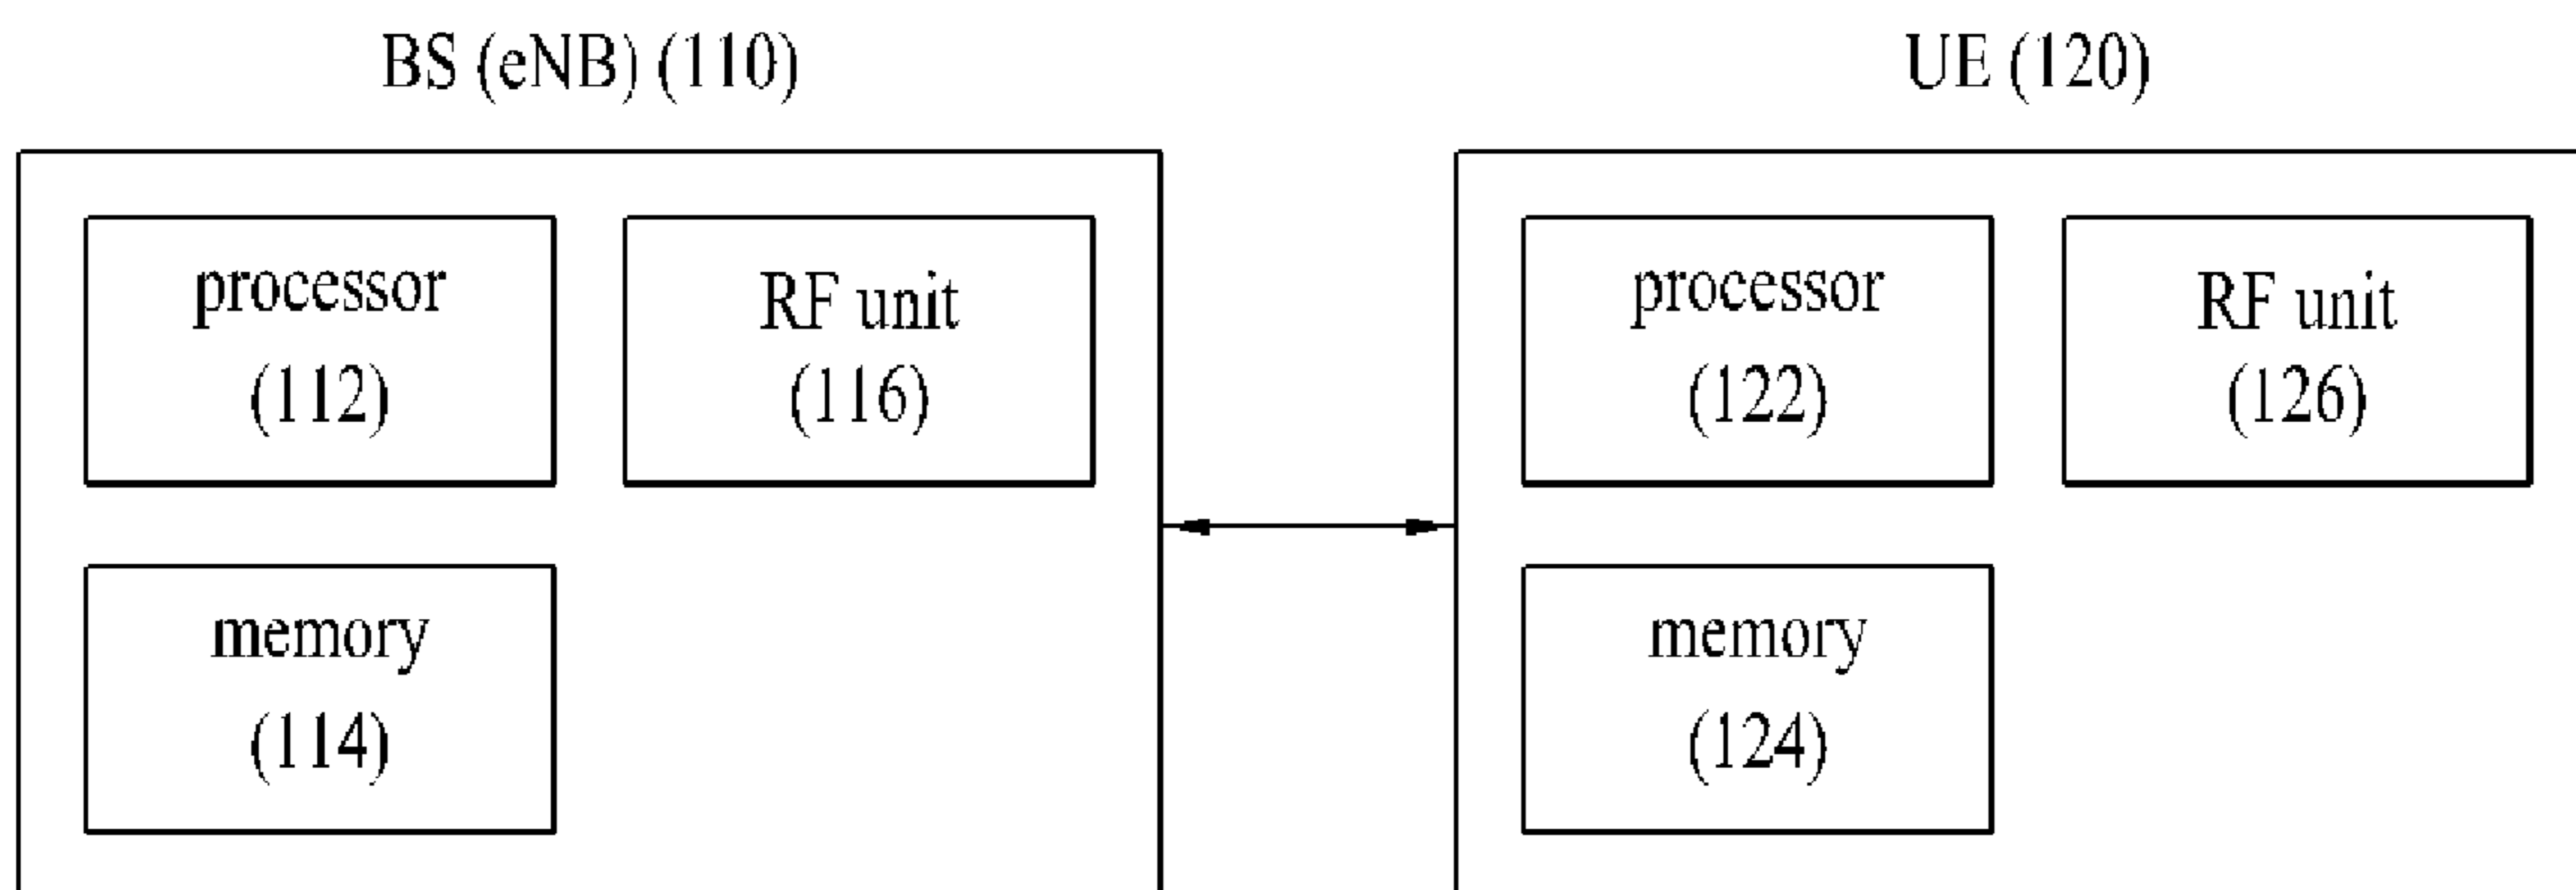 BS (eNB) (110)
UE (120)
processor
(112)
RF unit
(116)
memory
(114)
processor
(122)
RF unit
(126)
memory
(124)